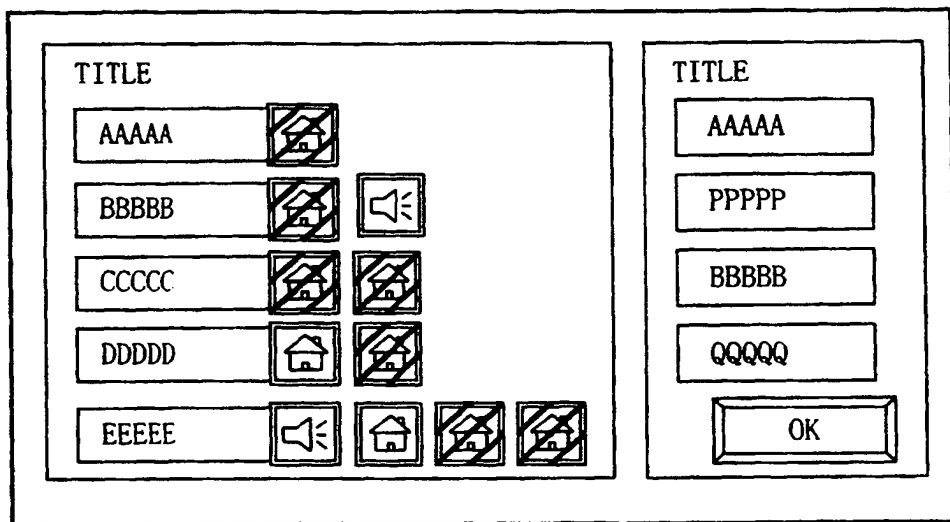 TITLE
AAAAA
BBBBB
CCCCC
DDDDD
EEEEE
TITLE
AAAAA
PPPPP
BBBBB
QQQQQ
OK